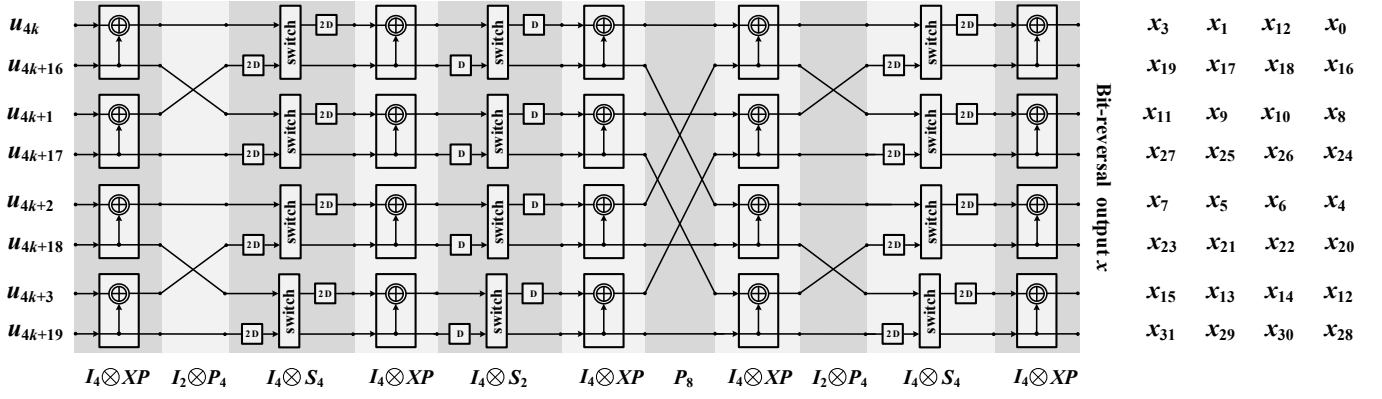 u4k 2D D 2D x3 x1 x12 x0
switch switch switch
u4k+16 2D D 2D x19 x17 x18 x16
u4k+1 2D D 2D x11 x9 x10 x8
switch switch switch
u4k+17 2D D 2D x27 x25 x26 x24
u4k+2 2D D 2D x7 x5 x6 x4
switch switch switch
u4k+18 2D D 2D x23 x21 x22 x20
u4k+3 2D D 2D x15 x13 x14 x12
switch switch switch
u4k+19 2D D 2D x31 x29 x30 x28
Bit-reversal output x
I4⊗XP I2⊗P4 I4⊗S4 I4⊗XP I4⊗S2 I4⊗XP P8 I4⊗XP I2⊗P4 I4⊗S4 I4⊗XP